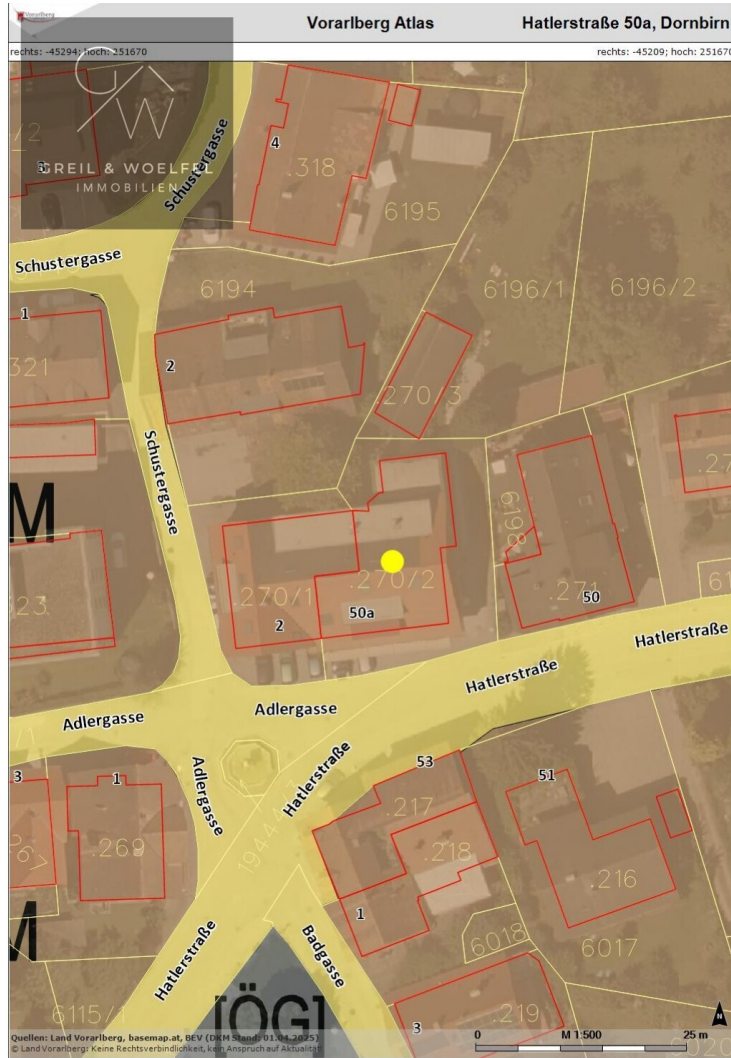 Vorarlberg
Vorarlberg Atlas
Hatlerstraße 50a, Dornbirn
rechts: -45294; hoch: 251670
rechts: -45209; hoch: 251670
GW
GREIL & WOELFEL
IMMOBILIEN
4
.318
Schustergasse
6195
Schustergasse
6194
6196/1
6196/2
1
321
2
.270/3
Schustergasse
M
6198
.270/1
.270/2
.271
50
2
50a
Hatlerstraße
Hatlerstraße
Adlergasse
Adlergasse
Hatlerstraße
Adlergasse
3
1
53
51
.217
.269
.218
.216
1
6018
6017
Hatlerstraße
Badgasse
M
6115/1
[ÖG]
.219
3
Quellen: Land Vorarlberg, basemap.at, BEV (DKM Stand: 01.04.2025)
© Land Vorarlberg: Keine Rechtsverbindlichkeit, kein Anspruch auf Aktualität
N
0 M 1:500 25 m